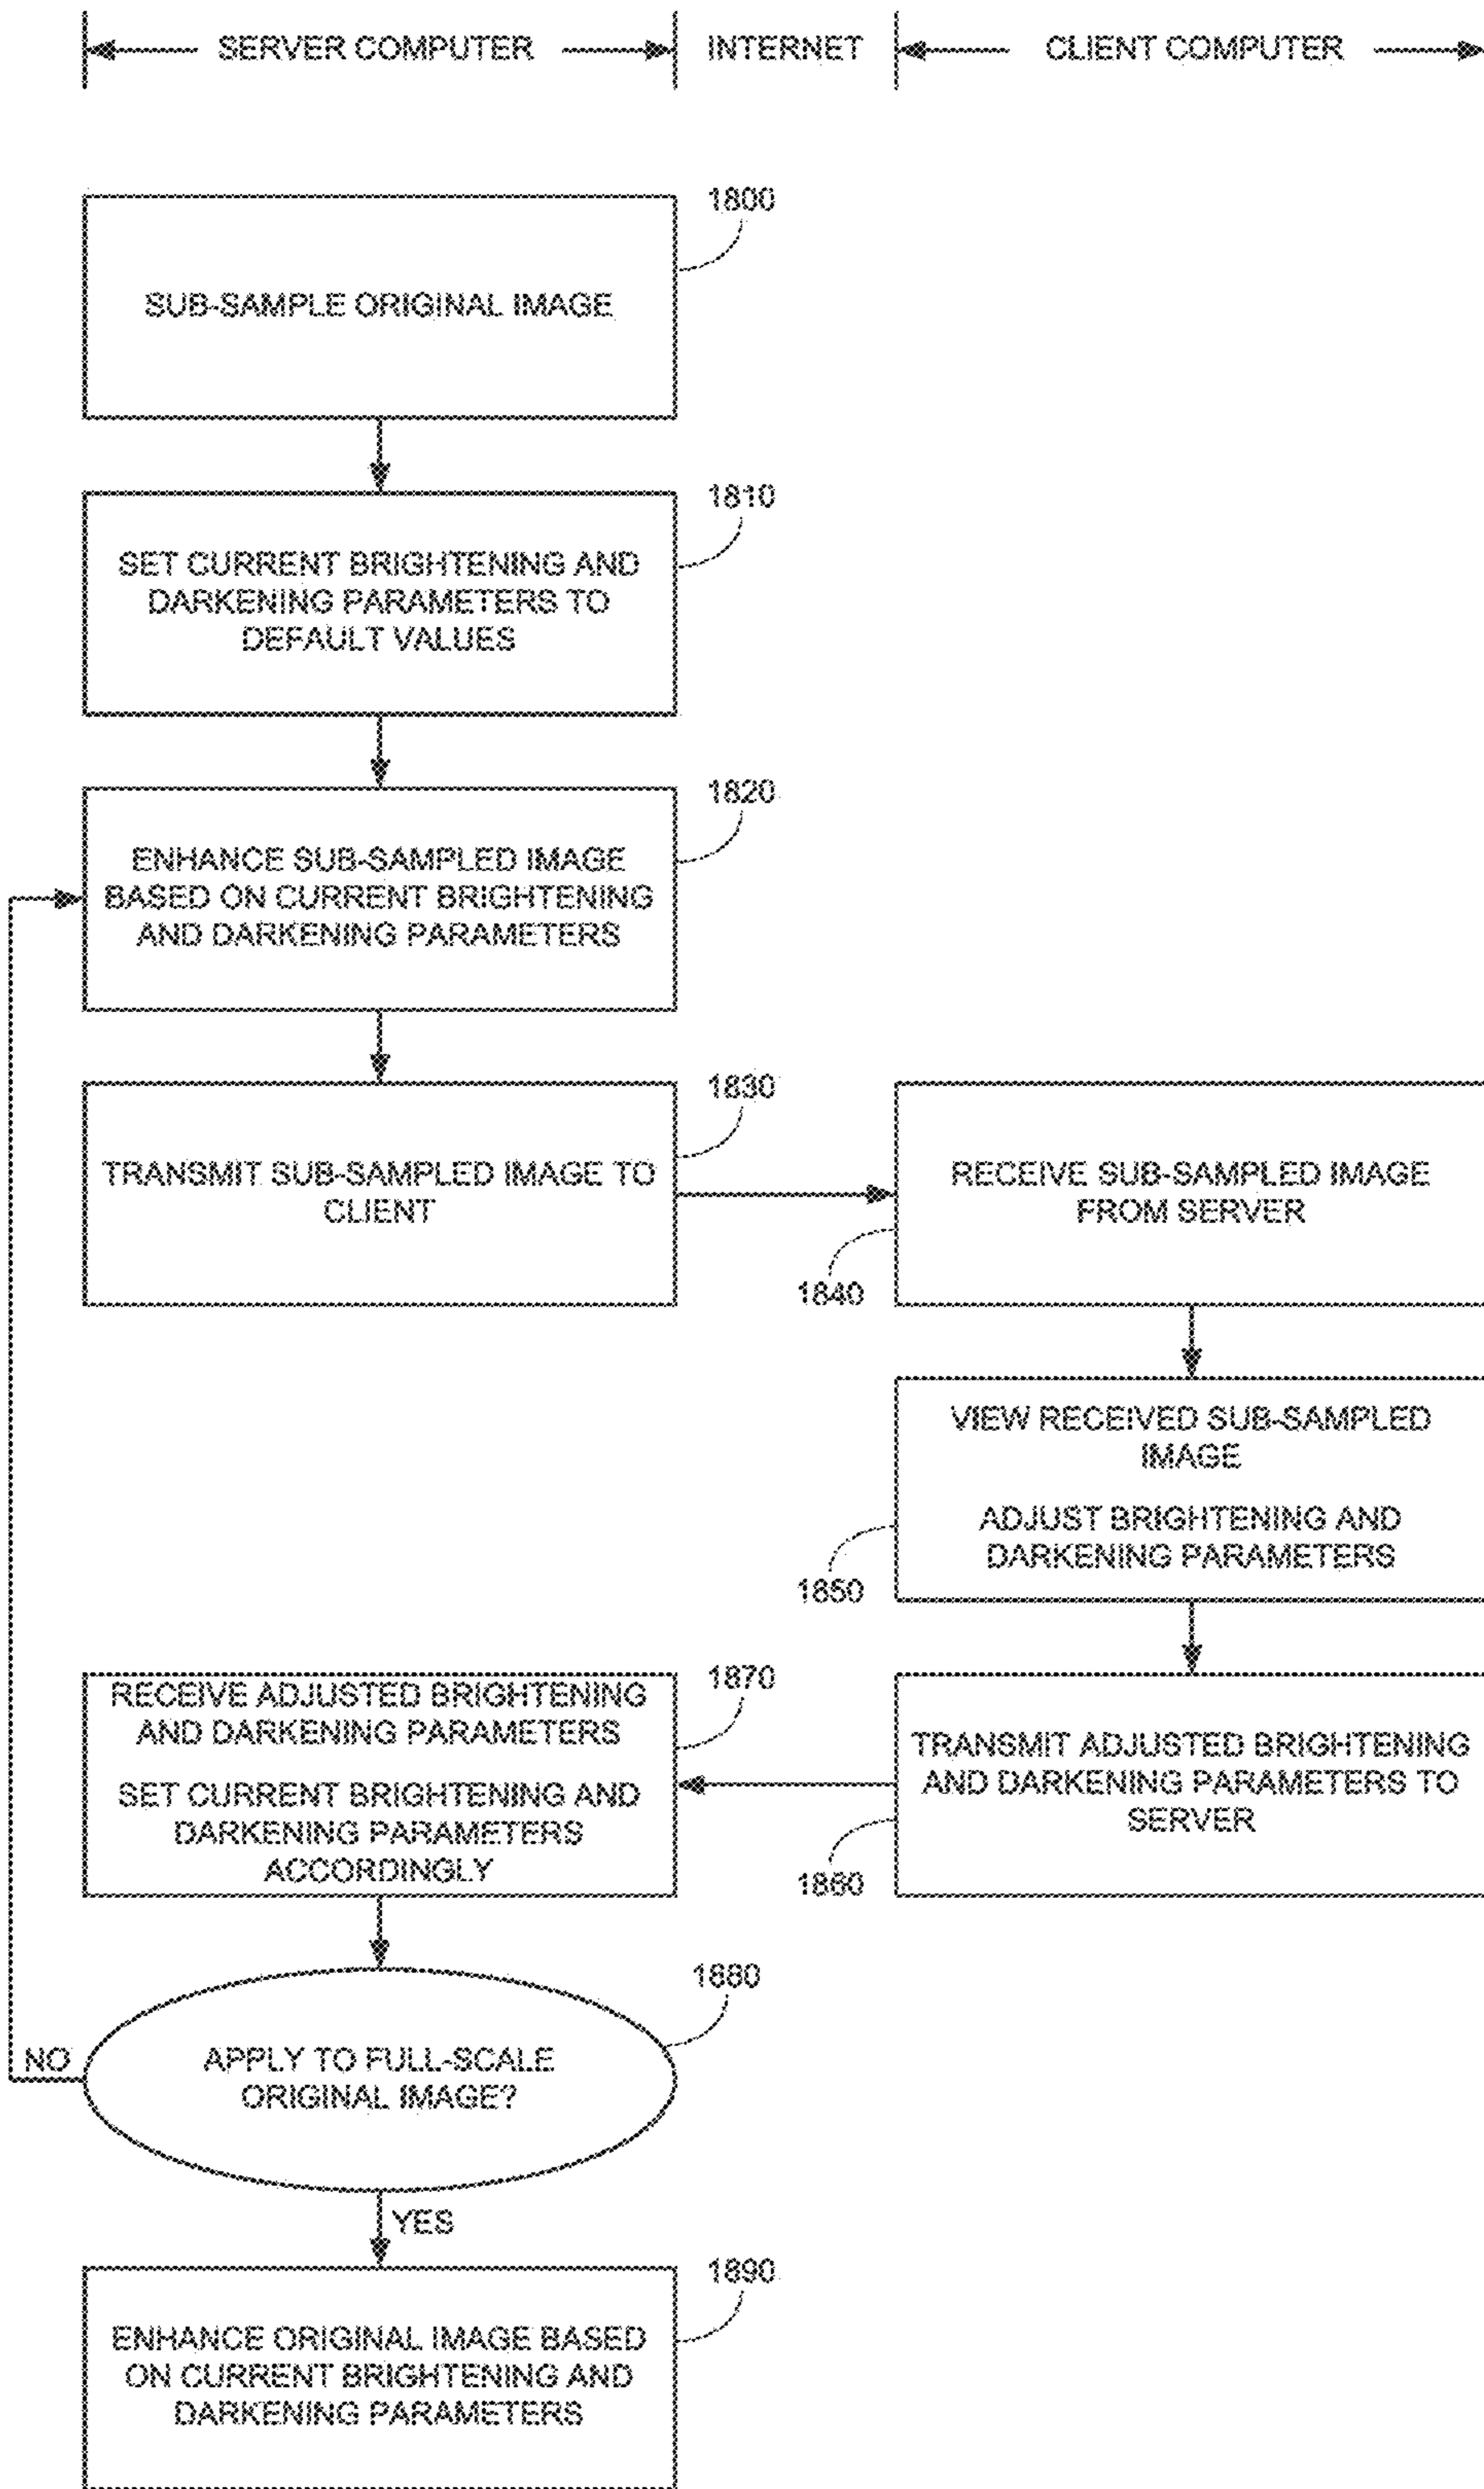 SERVER COMPUTER
INTERNET
CLIENT COMPUTER
1800
SUB-SAMPLE ORIGINAL IMAGE
1810
SET CURRENT BRIGHTENING AND
DARKENING PARAMETERS TO
DEFAULT VALUES
1820
ENHANCE SUB-SAMPLED IMAGE
BASED ON CURRENT BRIGHTENING
AND DARKENING PARAMETERS
1830
TRANSMIT SUB-SAMPLED IMAGE TO
CLIENT
RECEIVE SUB-SAMPLED IMAGE
FROM SERVER
1840
VIEW RECEIVED SUB-SAMPLED
IMAGE
ADJUST BRIGHTENING AND
DARKENING PARAMETERS
1850
1870
RECEIVE ADJUSTED BRIGHTENING
AND DARKENING PARAMETERS
SET CURRENT BRIGHTENING AND
DARKENING PARAMETERS
ACCORDINGLY
TRANSMIT ADJUSTED BRIGHTENING
AND DARKENING PARAMETERS TO
SERVER
1860
1880
APPLY TO FULL-SCALE
ORIGINAL IMAGE?
NO
YES
1890
ENHANCE ORIGINAL IMAGE BASED
ON CURRENT BRIGHTENING AND
DARKENING PARAMETERS